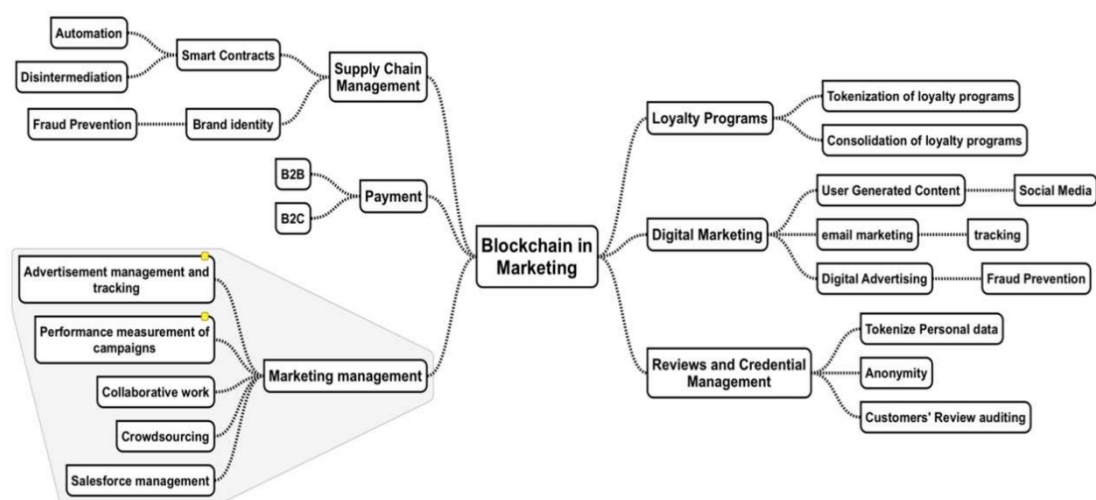 Automation
Smart Contracts
Disintermediation
Supply Chain
Management
Fraud Prevention
Brand identity
B2B
Payment
B2C
Advertisement management and
tracking
Performance measurement of
campaigns
Marketing management
Collaborative work
Crowdsourcing
Salesforce management
Blockchain in
Marketing
Loyalty Programs
Tokenization of loyalty programs
Consolidation of loyalty programs
Digital Marketing
User Generated Content
Social Media
email marketing
tracking
Digital Advertising
Fraud Prevention
Reviews and Credential
Management
Tokenize Personal data
Anonymity
Customers' Review auditing